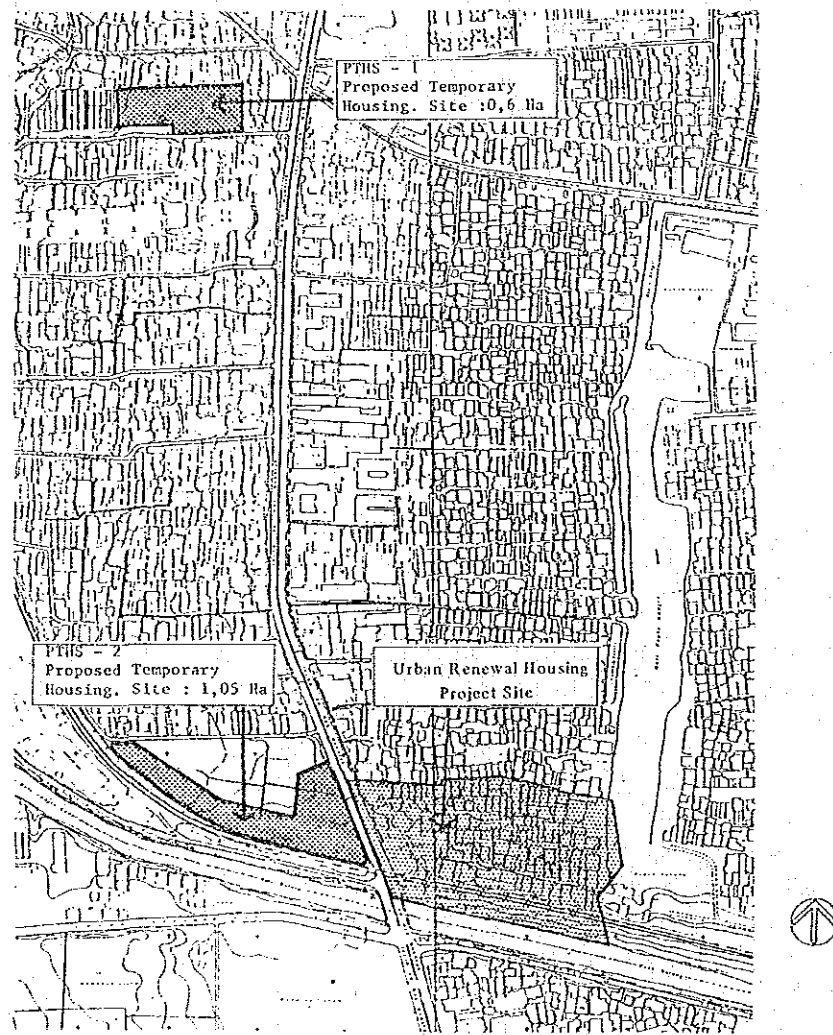 PTHS - 1
Proposed Temporary
Housing. Site :0,6 Ha
PTHS - 2
Proposed Temporary
Housing. Site : 1,05 Ha
Urban Renewal Housing
Project Site